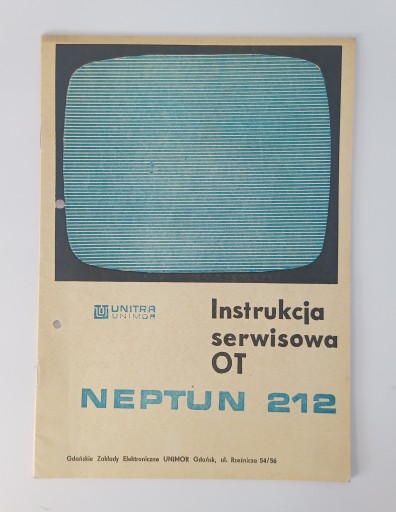 UNITRA
UNIMOR
Instrukcja
serwisowa
OT
NEPTUN 212
Gdańskie Zakłady Elektroniczne UNIMOR Gdańsk, ul. Rzeźnicza 54/56